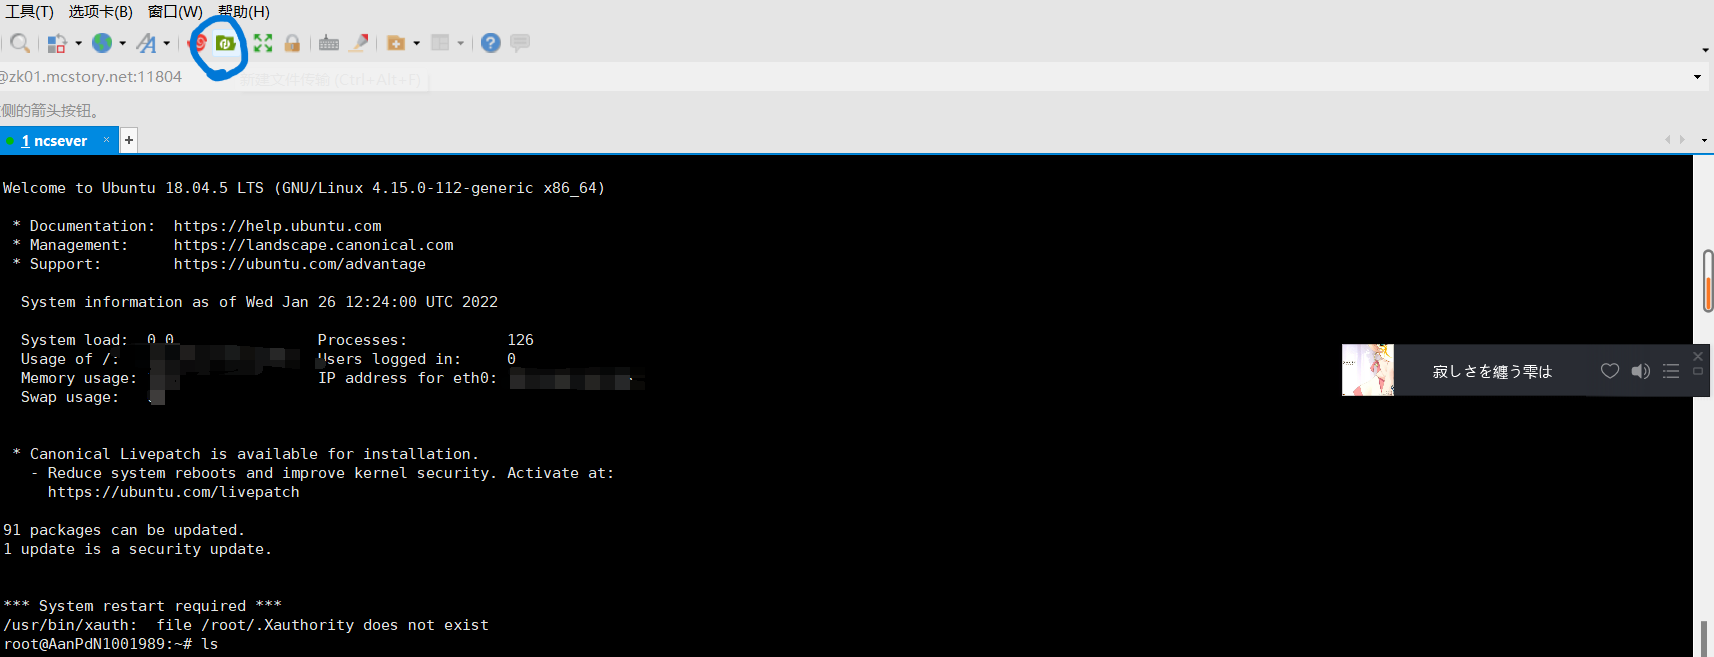 工具(T) 选项卡(B) 窗口(W) 帮助(H)
@zk01.mcstory.net:11804
新建文件传输 (Ctrl+Alt+F)
侧的箭头按钮。
1 ncsever × +
Welcome to Ubuntu 18.04.5 LTS (GNU/Linux 4.15.0-112-generic x86_64)
* Documentation: https://help.ubuntu.com
* Management: https://landscape.canonical.com
* Support: https://ubuntu.com/advantage
System information as of Wed Jan 26 12:24:00 UTC 2022
System load: 0.0 Processes: 126
Usage of /: Users logged in: 0
Memory usage: IP address for eth0:
Swap usage:
寂しさを纏う雫は
* Canonical Livepatch is available for installation.
- Reduce system reboots and improve kernel security. Activate at:
https://ubuntu.com/livepatch
91 packages can be updated.
1 update is a security update.
*** System restart required ***
/usr/bin/xauth: file /root/.Xauthority does not exist
root@AanPdN1001989:~# ls